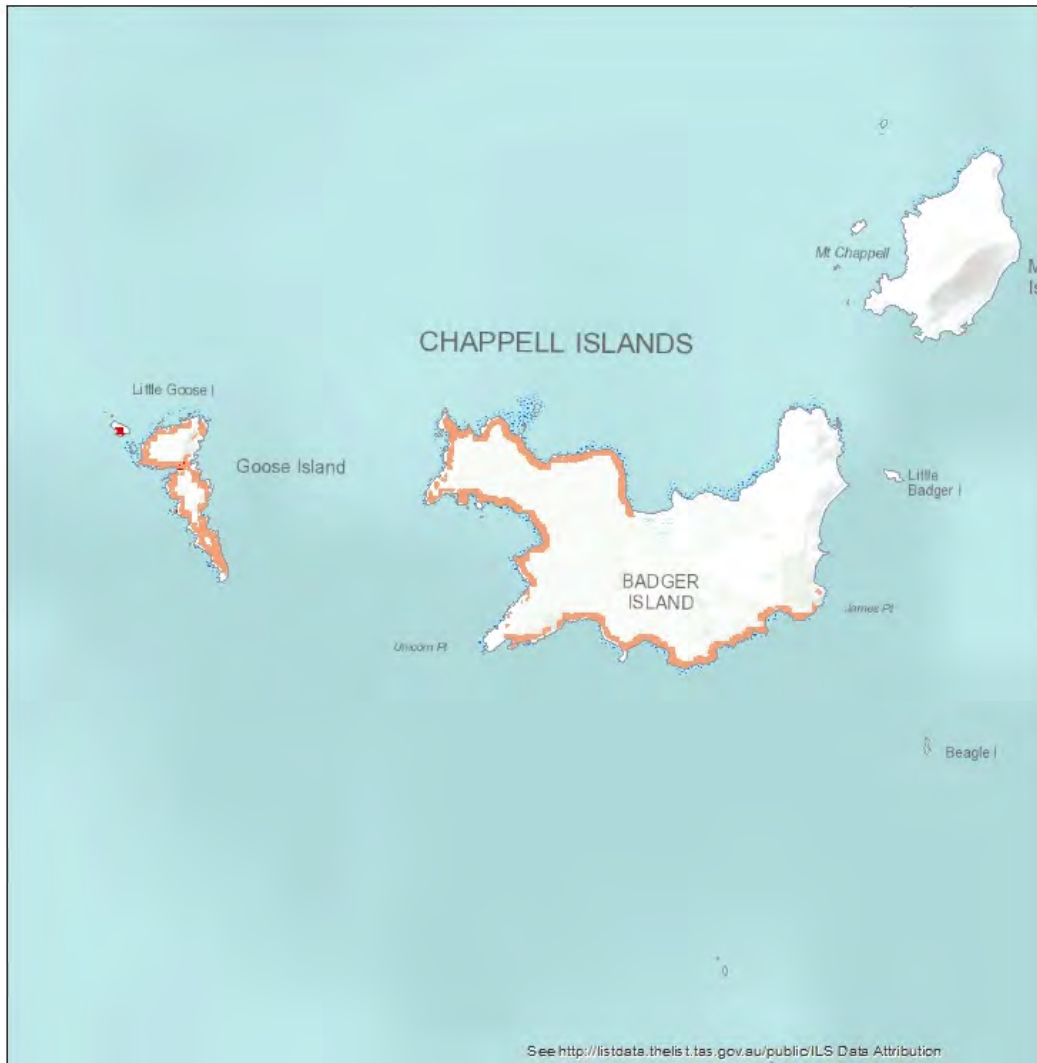 Mt Chappell
M
Is
CHAPPELL ISLANDS
Little Goose I
Goose Island
Little
Badger I
BADGER
ISLAND
James Pt
Unicorn Pt
Beagle I
See http://listdata.thelist.tas.gov.au/public/ILS Data Attribution